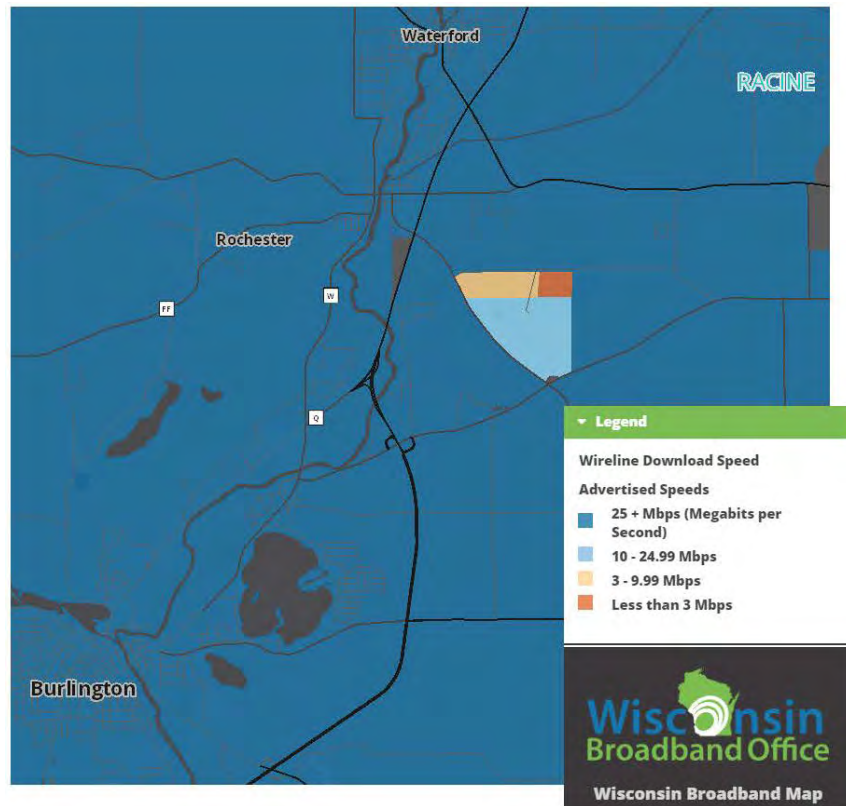 Waterford
RACINE
Rochester
FF
W
Q
Burlington
Legend
Wireline Download Speed
Advertised Speeds
25 + Mbps (Megabits per
Second)
10 - 24.99 Mbps
3 - 9.99 Mbps
Less than 3 Mbps
Wisconsin
Broadband Office
Wisconsin Broadband Map